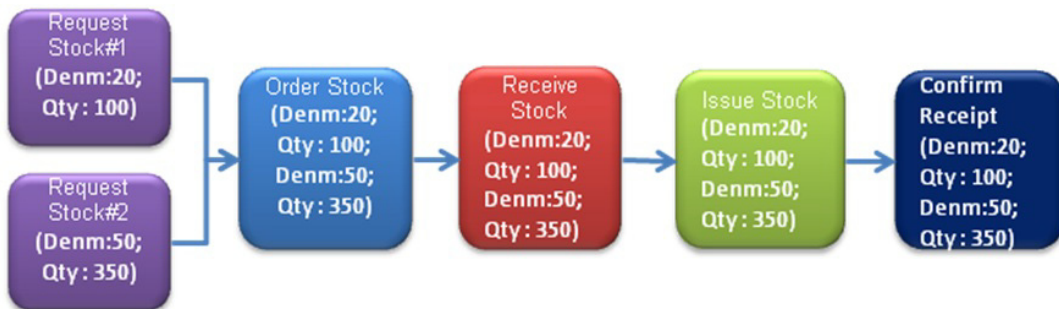 Request
Stock#1
(Denm:20;
Qty : 100)
Request
Stock#2
(Denm:50;
Qty : 350)
Order Stock
(Denm:20;
Qty : 100;
Denm:50;
Qty : 350)
Receive
Stock
(Denm:20;
Qty : 100;
Denm:50;
Qty : 350)
Issue Stock
(Denm:20;
Qty : 100;
Denm:50;
Qty : 350)
Confirm
Receipt
(Denm:20;
Qty : 100;
Denm:50;
Qty : 350)